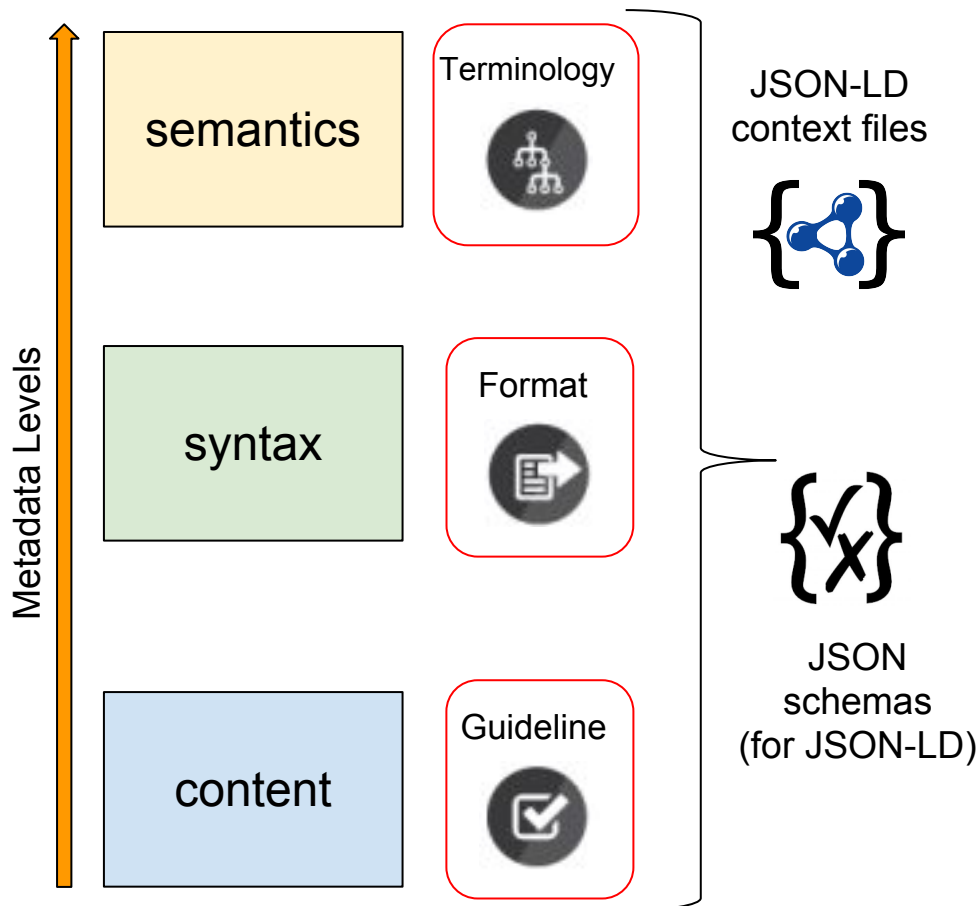 Metadata Levels
semantics
Terminology
JSON-LD
context files
syntax
Format
content
Guideline
JSON
schemas
(for JSON-LD)